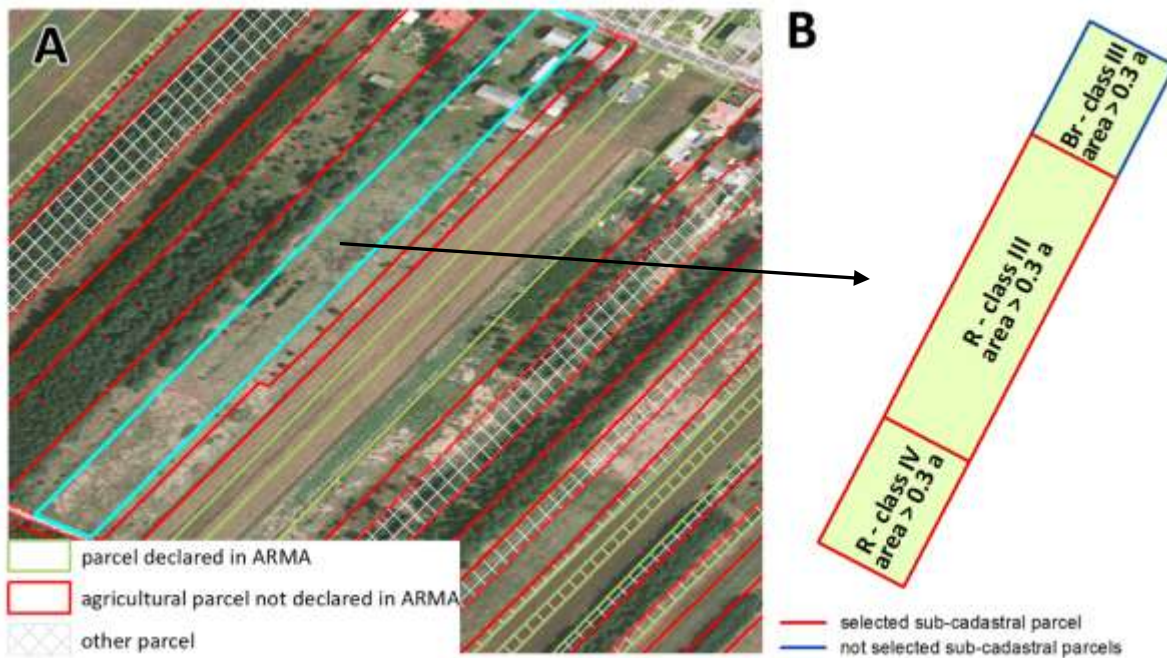 A
B
Br - class III
area > 0.3 a
R - class III
area > 0.3 a
R - class IV
area > 0.3 a
parcel declared in ARMA
agricultural parcel not declared in ARMA
other parcel
selected sub-cadastral parcel
not selected sub-cadastral parcels